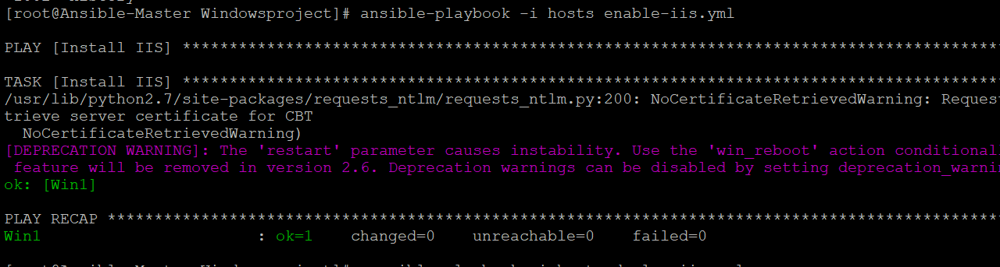 [root@Ansible-Master Windowsproject]# ansible-playbook -i hosts enable-iis.yml
PLAY [Install IIS] ****************************************************************************************
TASK [Install IIS] ****************************************************************************************
/usr/lib/python2.7/site-packages/requests_ntlm/requests_ntlm.py:200: NoCertificateRetrievedWarning: Reques
trieve server certificate for CBT
  NoCertificateRetrievedWarning)
[DEPRECATION WARNING]: The 'restart' parameter causes instability. Use the 'win_reboot' action conditional
 feature will be removed in version 2.6. Deprecation warnings can be disabled by setting deprecation_warni
ok: [Win1]
PLAY RECAP ************************************************************************************************
Win1                       : ok=1    changed=0    unreachable=0    failed=0